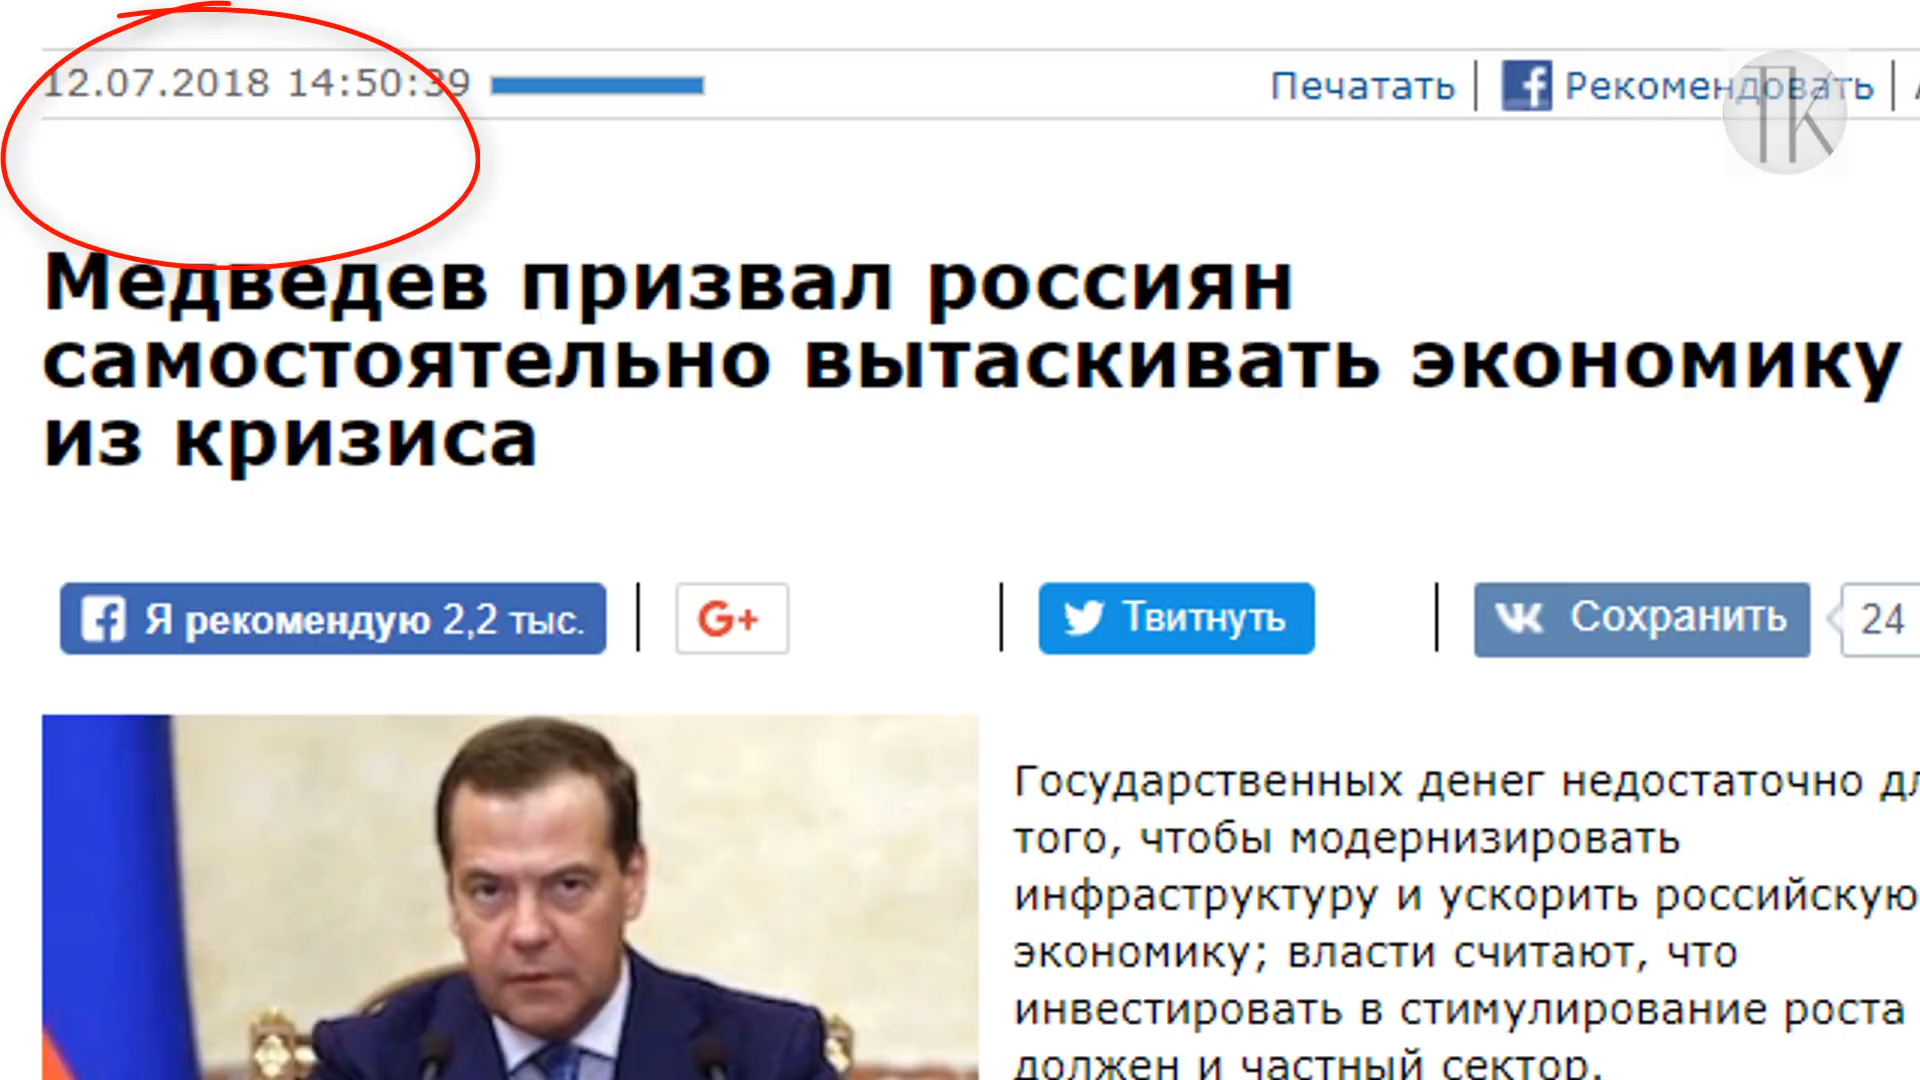 12.07.2018 14:50:39
Печатать
Рекомендовать
TK
Медведев призвал россиян
самостоятельно вытаскивать экономику
из кризиса
Я рекомендую 2,2 тыс.
G+
Твитнуть
Сохранить
24
Государственных денег недостаточно
того, чтобы модернизировать
инфраструктуру и ускорить российскую
экономику; власти считают, что
инвестировать в стимулирование роста
должен и частный сектор.